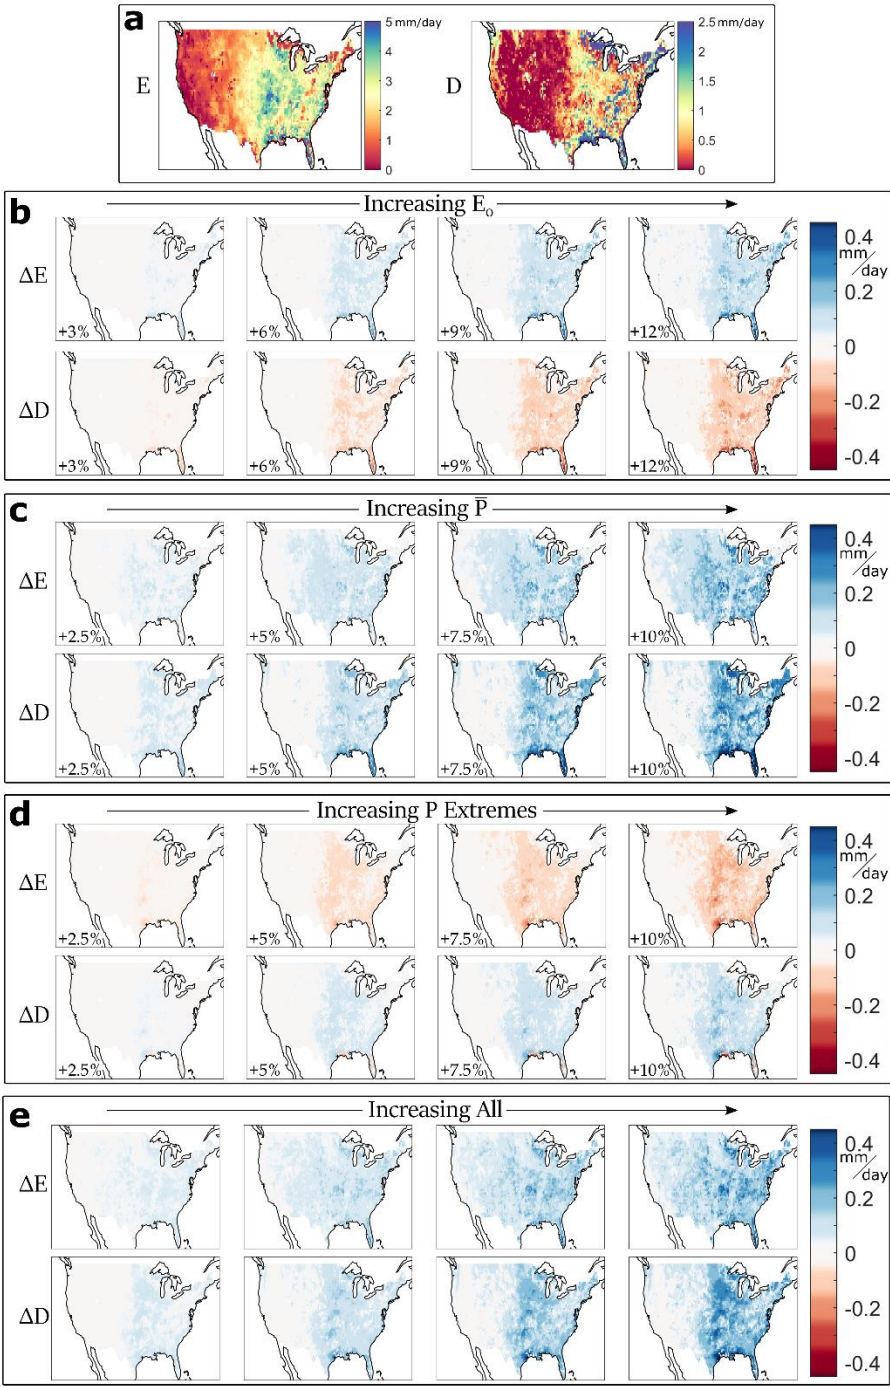 a
E
5 mm/day
4
3
2
1
0
D
2.5 mm/day
2
1.5
1
0.5
0
b
Increasing Eₒ
ΔE
+3%
+6%
+9%
+12%
ΔD
+3%
+6%
+9%
+12%
0.4
mm/day
0.2
0
-0.2
-0.4
c
Increasing P̅
ΔE
+2.5%
+5%
+7.5%
+10%
ΔD
+2.5%
+5%
+7.5%
+10%
0.4
mm/day
0.2
0
-0.2
-0.4
d
Increasing P Extremes
ΔE
+2.5%
+5%
+7.5%
+10%
ΔD
+2.5%
+5%
+7.5%
+10%
0.4
mm/day
0.2
0
-0.2
-0.4
e
Increasing All
ΔE
ΔD
0.4
mm/day
0.2
0
-0.2
-0.4